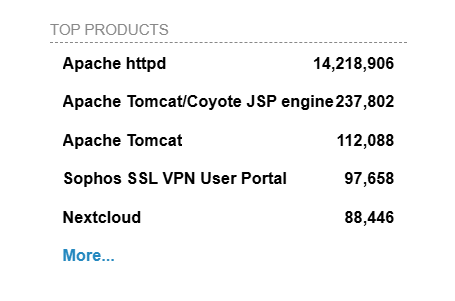 TOP PRODUCTS
Apache httpd 14,218,906
Apache Tomcat/Coyote JSP engine 237,802
Apache Tomcat 112,088
Sophos SSL VPN User Portal 97,658
Nextcloud 88,446
More...